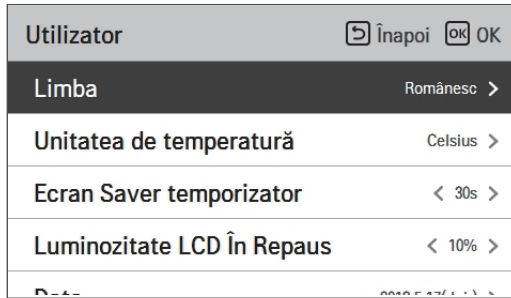 Utilizator Înapoi OK OK
Limba Românesc
Unitatea de temperatură Celsius
Ecran Saver temporizator 30s
Luminozitate LCD În Repaus 10%